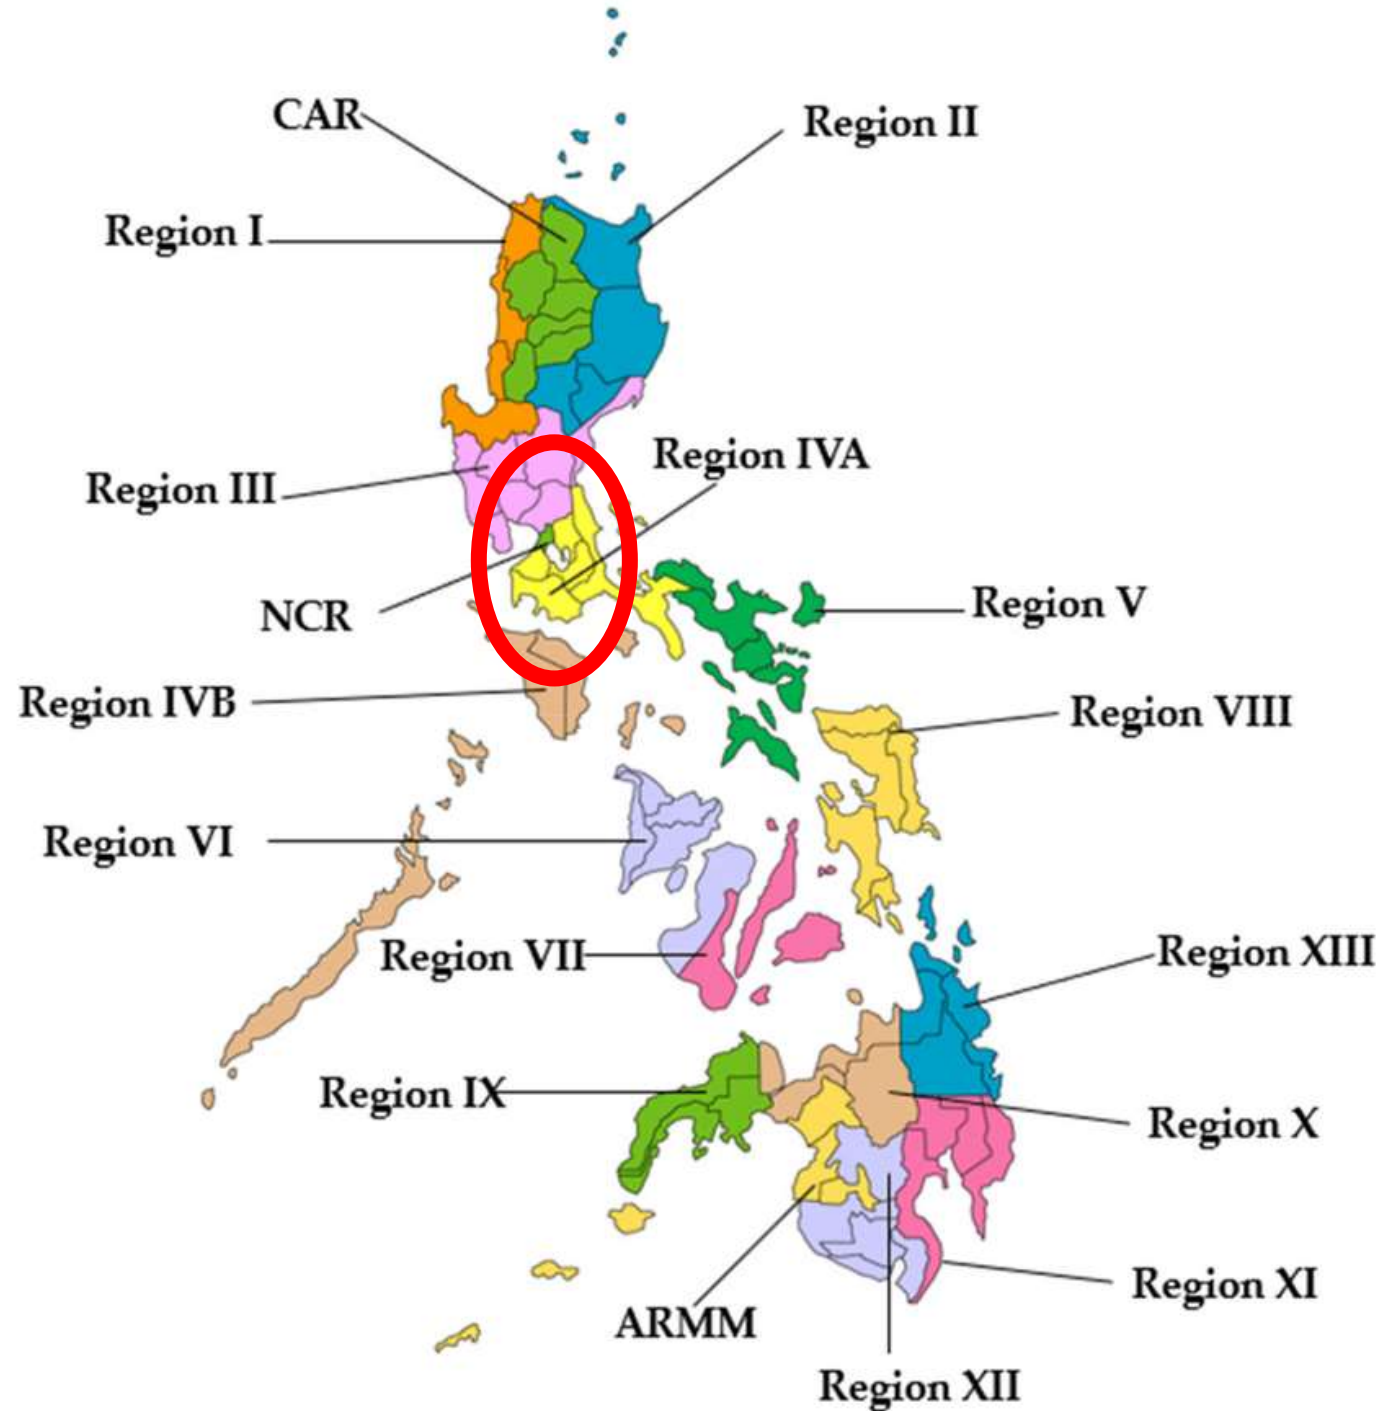 CAR
Region II
Region I
Region IVA
Region III
Region V
NCR
Region IVB
Region VIII
Region VI
Region VII
Region XIII
Region IX
Region X
Region XI
ARMM
Region XII